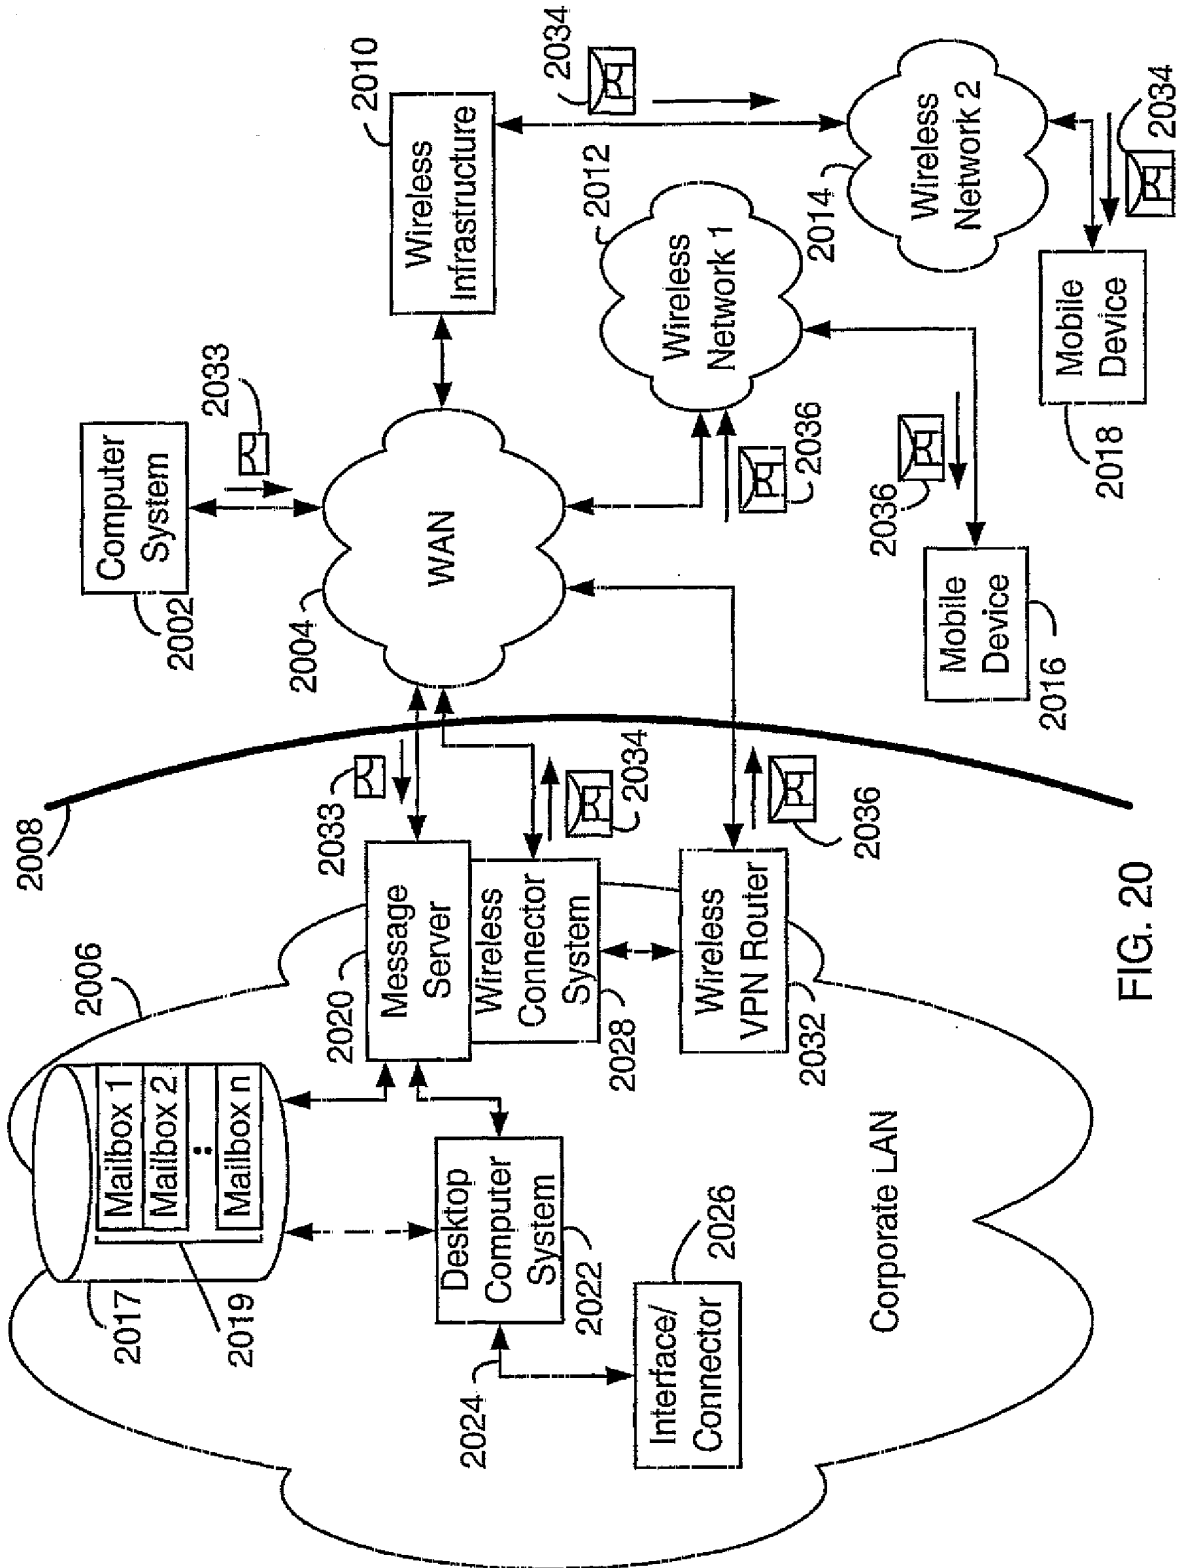 2008
2006
2017
2019
Mailbox 1
Mailbox 2
:
Mailbox n
2020
Message
Server
2033
2004
WAN
2002
Computer
System
2033
2010
Wireless
Infrastructure
2034
Desktop
Computer
System
2022
2024
Wireless
Connector
System
2028
2034
2026
Interface/
Connector
Wireless
VPN Router
2032
2036
2036
2012
Wireless
Network 1
2014
Wireless
Network 2
2034
2036
Mobile
Device
2016
Mobile
Device
2018
Corporate LAN
FIG. 20